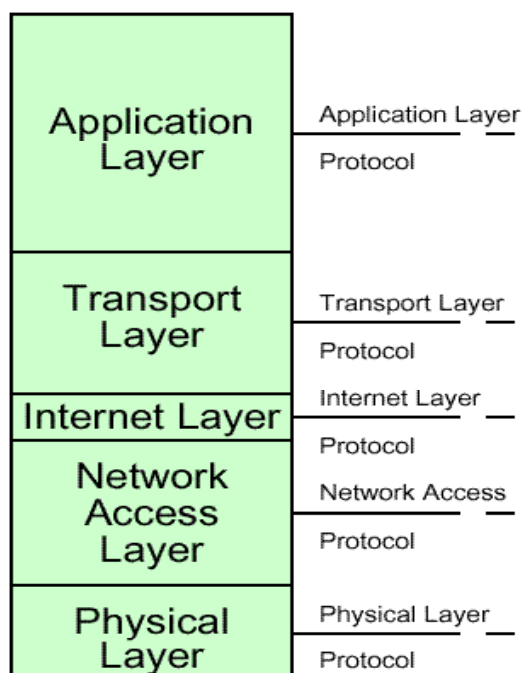 Application
Layer
Application Layer
Protocol
Transport
Layer
Transport Layer
Protocol
Internet Layer
Internet Layer
Protocol
Network
Access
Layer
Network Access
Protocol
Physical
Layer
Physical Layer
Protocol